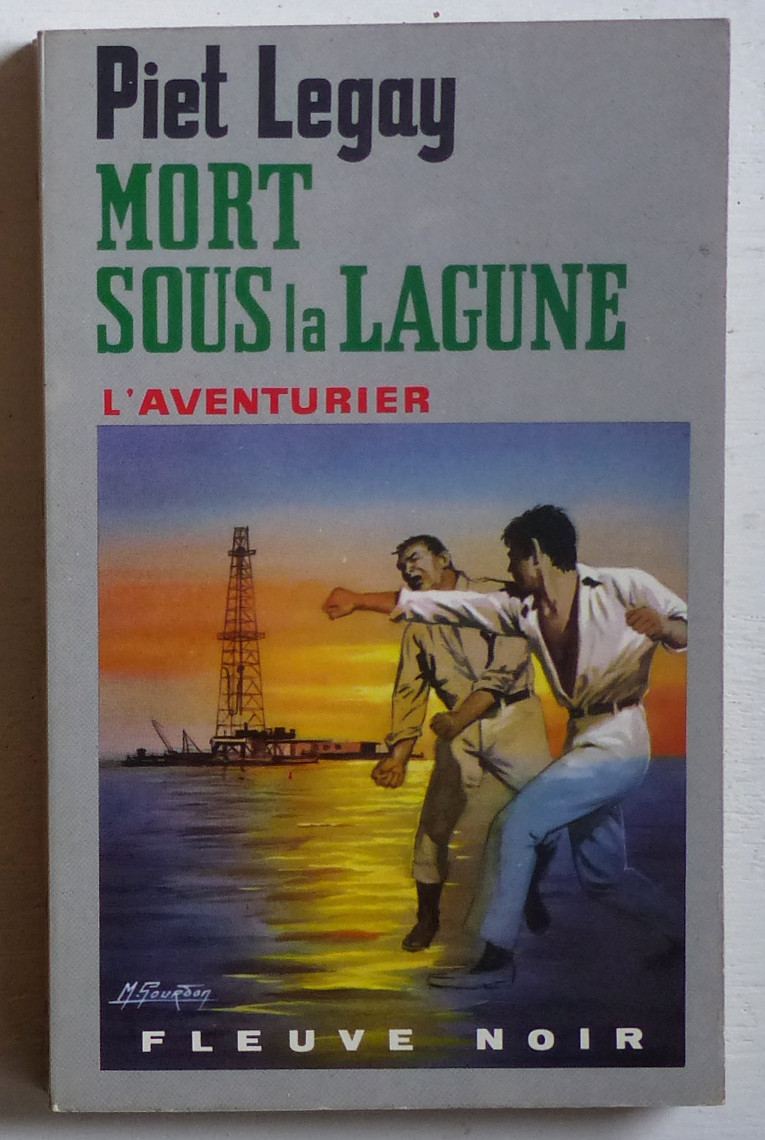 Piet Legay
MORT
SOUS la LAGUNE
L'AVENTURIER
M. Gourdon
FLEUVE NOIR